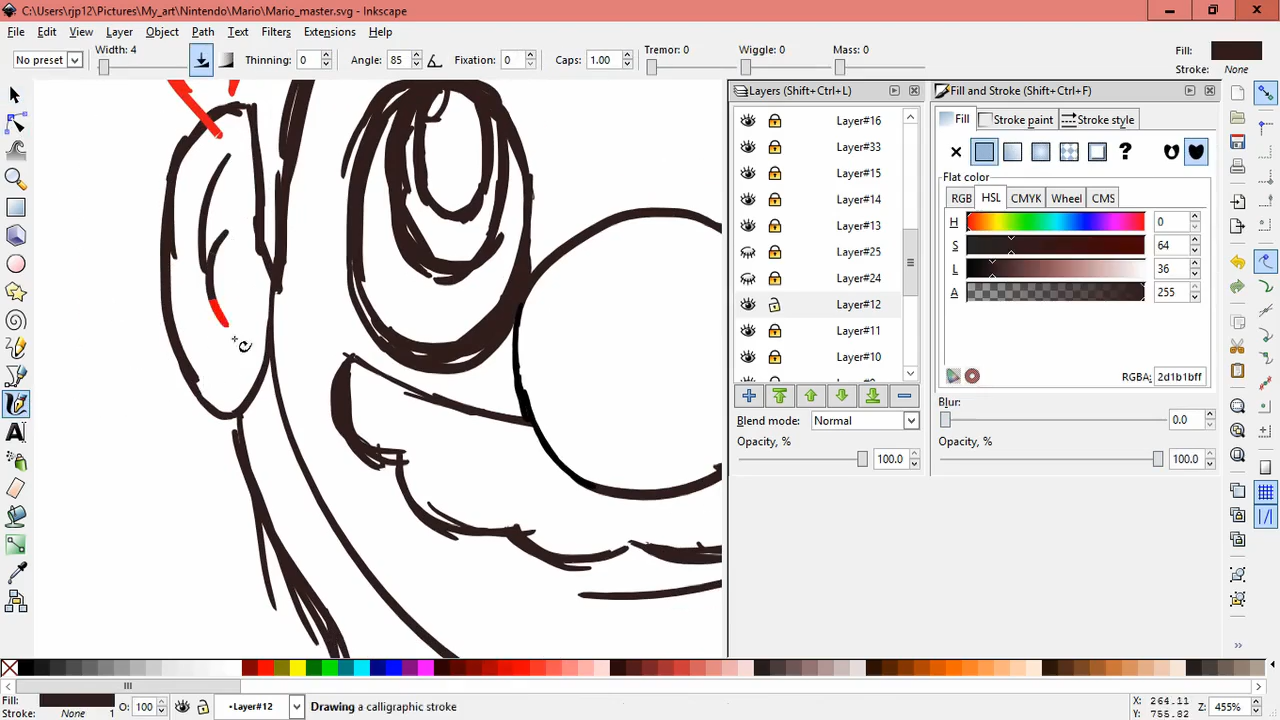 C:\Users\rjp12\Pictures\My_art\Nintendo\Mario\Mario_master.svg - Inkscape
File Edit View Layer Object Path Text Filters Extensions Help
No preset Width: 4 Thinning: 0 Angle: 85 Fixation: 0 Caps: 1.00 Tremor: 0 Wiggle: 0 Mass: 0 Fill: Stroke: None
Layers (Shift+Ctrl+L)
Layer#16
Layer#33
Layer#15
Layer#14
Layer#13
Layer#25
Layer#24
Layer#12
Layer#11
Layer#10
Blend mode: Normal
Opacity, % 100.0
Fill and Stroke (Shift+Ctrl+F)
Fill Stroke paint Stroke style
?
Flat color
RGB HSL CMYK Wheel CMS
H 0
S 64
L 36
A 255
RGBA: 2d1b1bff
Blur:
0.0
Opacity, %
100.0
Fill:
Stroke: None 1 O: 100 •Layer#12 Drawing a calligraphic stroke
X: 264.11
Y: 755.82
Z: 455%